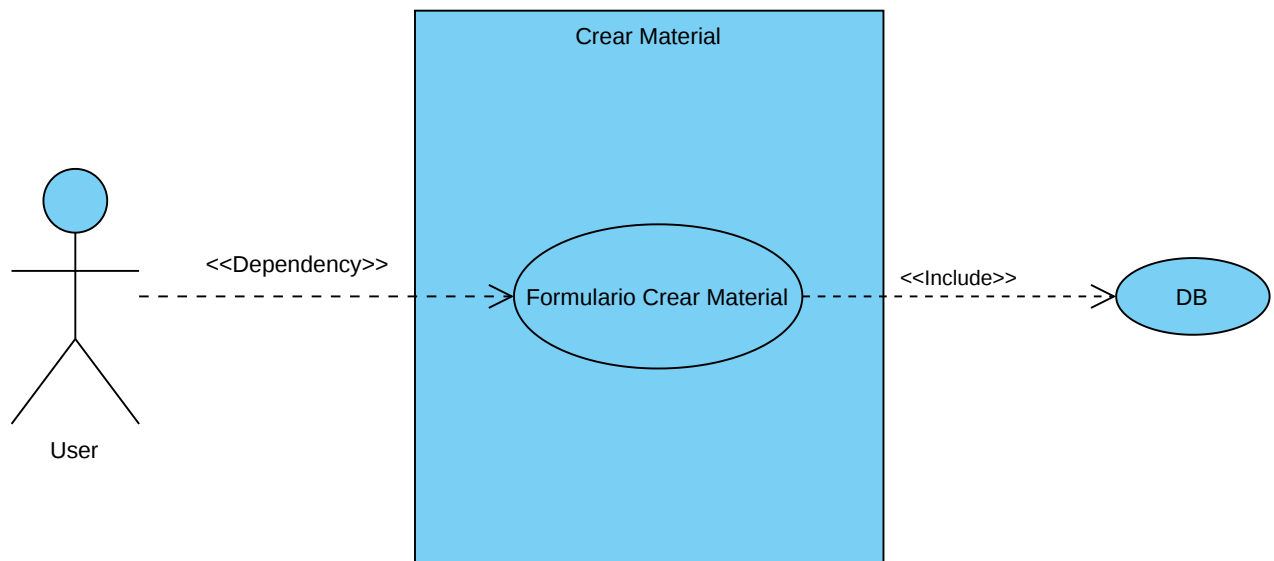 Crear Material
<<Dependency>>
<<Include>>
Formulario Crear Material
DB
User